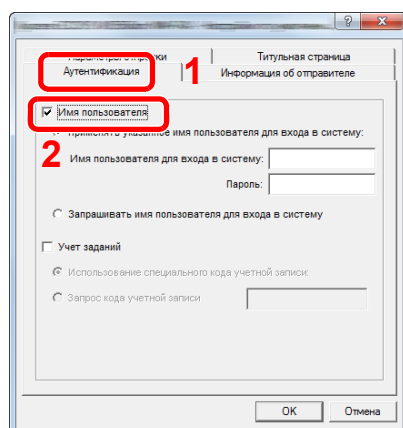 Титульная страница
Аутентификация
Информация об отправителе
1
Имя пользователя
2
имя пользователя для входа в систему:
Имя пользователя для входа в систему:
Пароль:
Запрашивать имя пользователя для входа в систему
Учет заданий
Использование специального кода учетной записи:
Запрос кода учетной записи
OK
Отмена